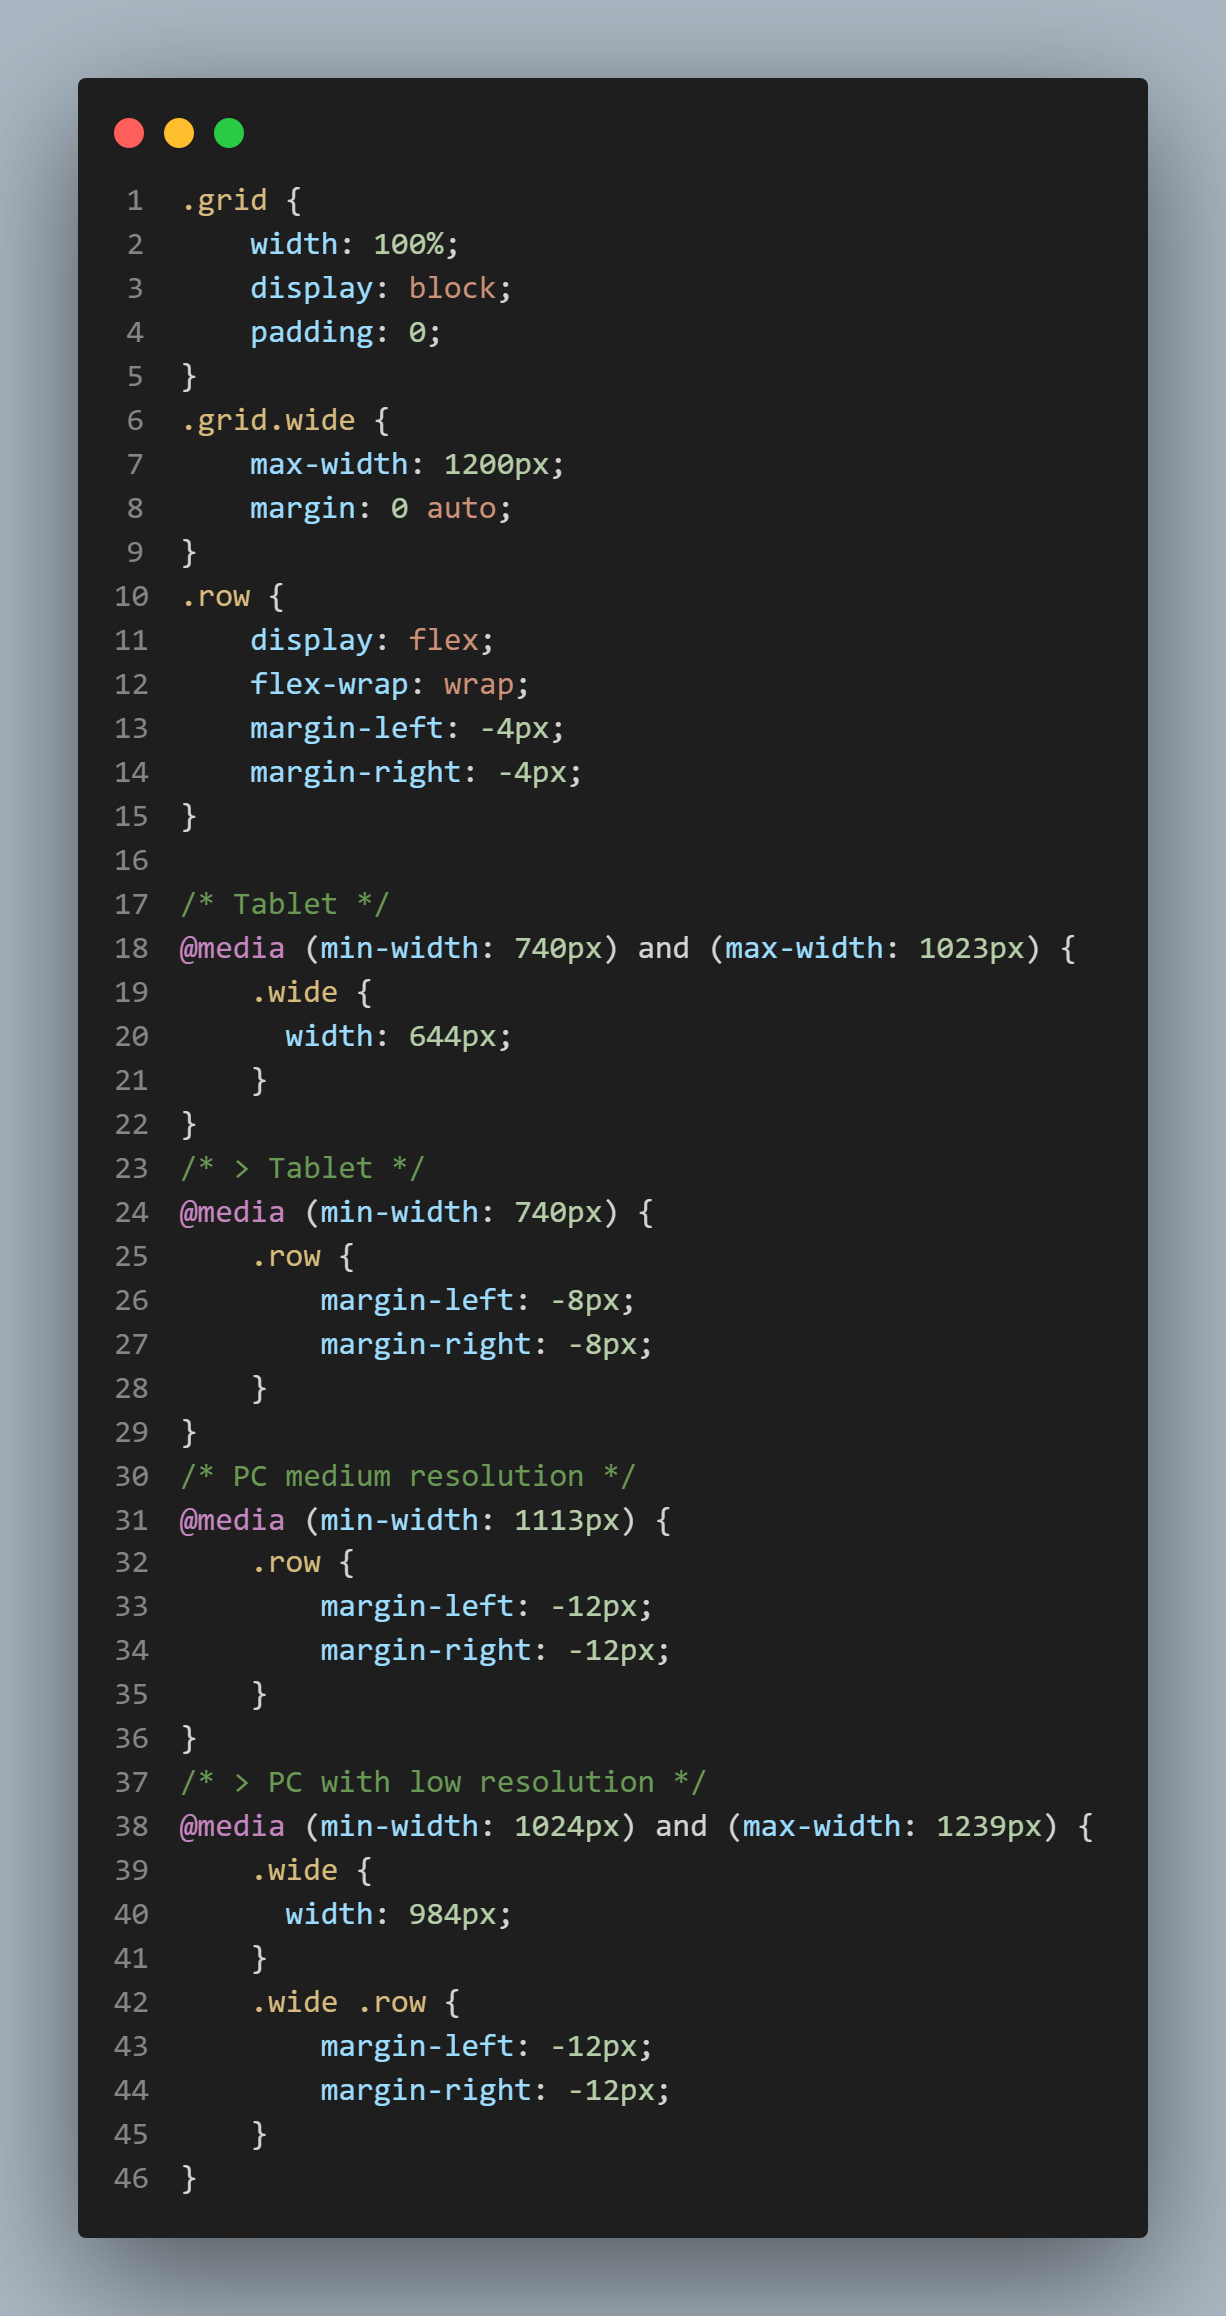 1 .grid {
2     width: 100%;
3     display: block;
4     padding: 0;
5 }
6 .grid.wide {
7     max-width: 1200px;
8     margin: 0 auto;
9 }
10 .row {
11     display: flex;
12     flex-wrap: wrap;
13     margin-left: -4px;
14     margin-right: -4px;
15 }
16
17 /* Tablet */
18 @media (min-width: 740px) and (max-width: 1023px) {
19     .wide {
20       width: 644px;
21     }
22 }
23 /* > Tablet */
24 @media (min-width: 740px) {
25     .row {
26         margin-left: -8px;
27         margin-right: -8px;
28     }
29 }
30 /* PC medium resolution */
31 @media (min-width: 1113px) {
32     .row {
33         margin-left: -12px;
34         margin-right: -12px;
35     }
36 }
37 /* > PC with low resolution */
38 @media (min-width: 1024px) and (max-width: 1239px) {
39     .wide {
40       width: 984px;
41     }
42     .wide .row {
43         margin-left: -12px;
44         margin-right: -12px;
45     }
46 }